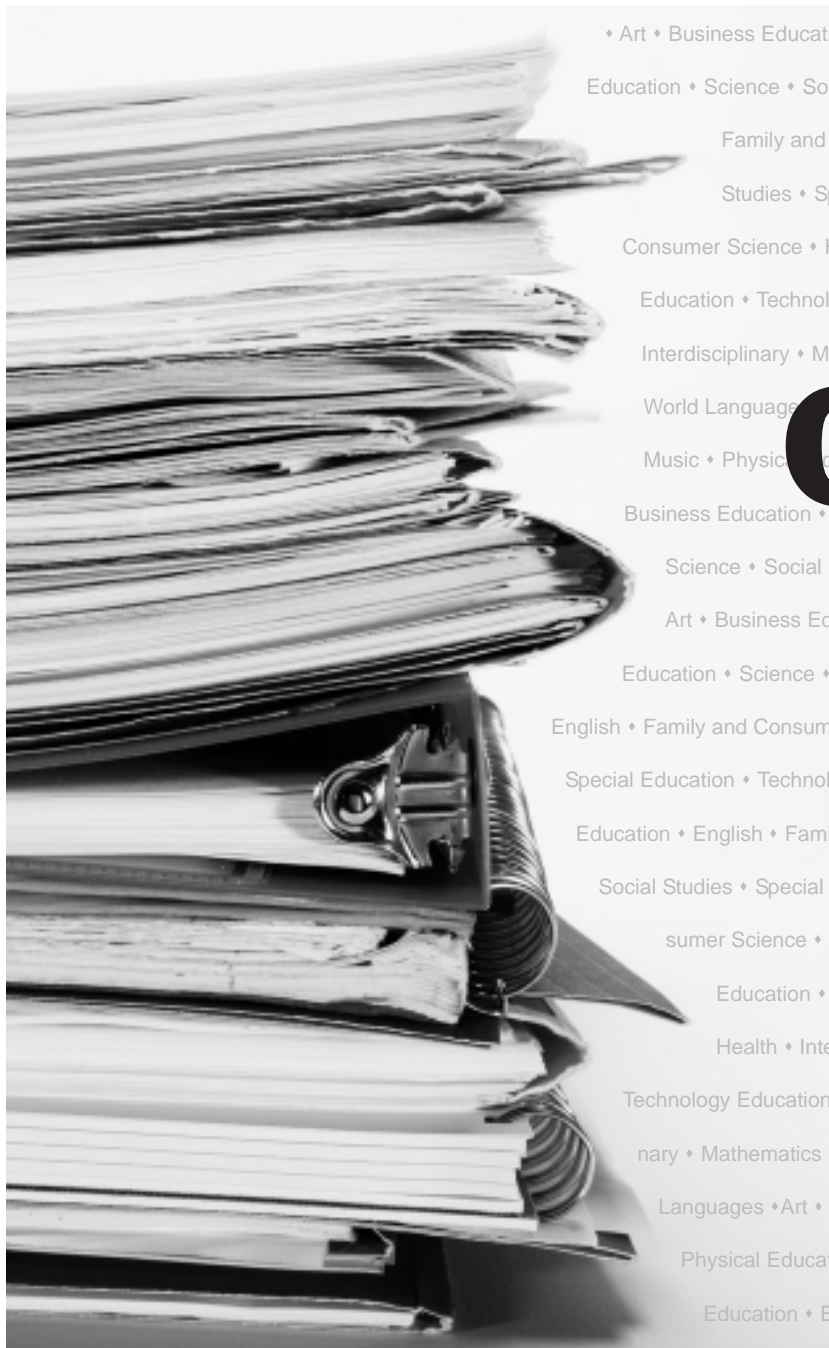 • Art • Business Educat
Education • Science • So
Family and
Studies • Sp
Consumer Science •
Education • Technol
Interdisciplinary • M
World Language
Music • Physic
Business Education •
Science • Social
Art • Business Ed
Education • Science •
English • Family and Consum
Special Education • Technol
Education • English • Fami
Social Studies • Special
sumer Science •
Education •
Health • Inte
Technology Education
nary • Mathematics
Languages •Art •
Physical Educat
Education • E